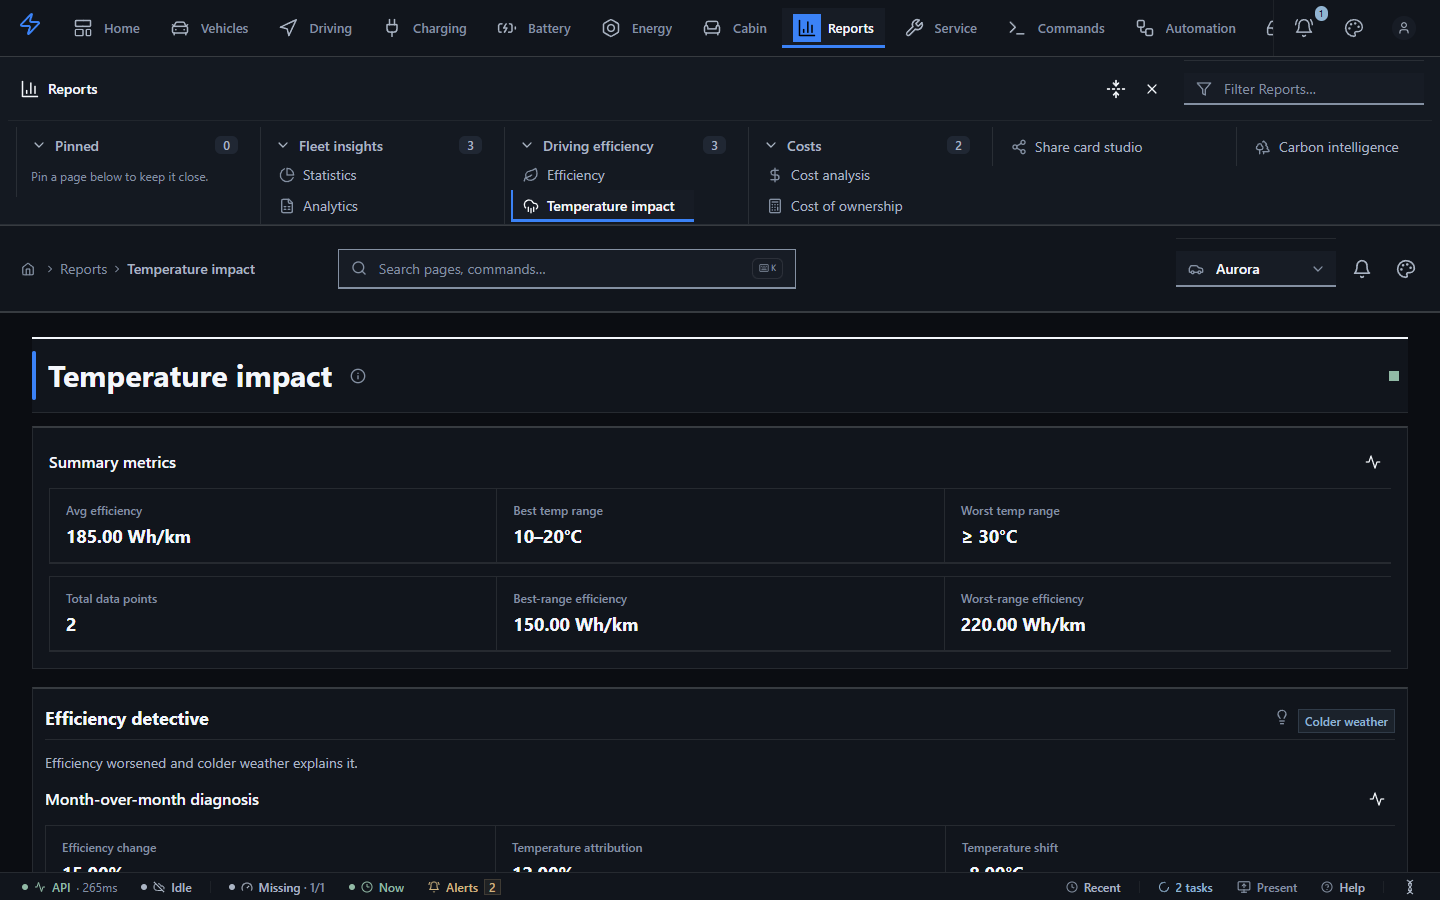 Home Vehicles Driving Charging Battery Energy Cabin Reports Service Commands Automation 1
Reports Filter Reports...
Pinned 0 Fleet insights 3 Driving efficiency 3 Costs 2 Share card studio Carbon intelligence
Pin a page below to keep it close. Statistics Efficiency Cost analysis
Analytics Temperature impact Cost of ownership
Reports Temperature impact Search pages, commands... K Aurora
Temperature impact
Summary metrics
Avg efficiency Best temp range Worst temp range
185.00 Wh/km 10–20°C ≥ 30°C
Total data points Best-range efficiency Worst-range efficiency
2 150.00 Wh/km 220.00 Wh/km
Efficiency detective Colder weather
Efficiency worsened and colder weather explains it.
Month-over-month diagnosis
Efficiency change Temperature attribution Temperature shift
15.00% 12.00% -8.00°C
API · 265ms Idle Missing · 1/1 Now Alerts 2 Recent 2 tasks Present Help